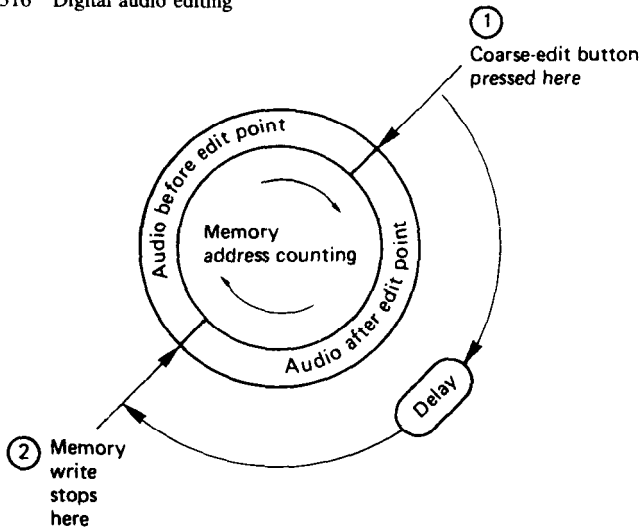 316 Digital audio editing
1
Coarse-edit button
pressed here
Audio before edit point
Memory
address counting
Audio after edit point
Delay
2 Memory
write
stops
here